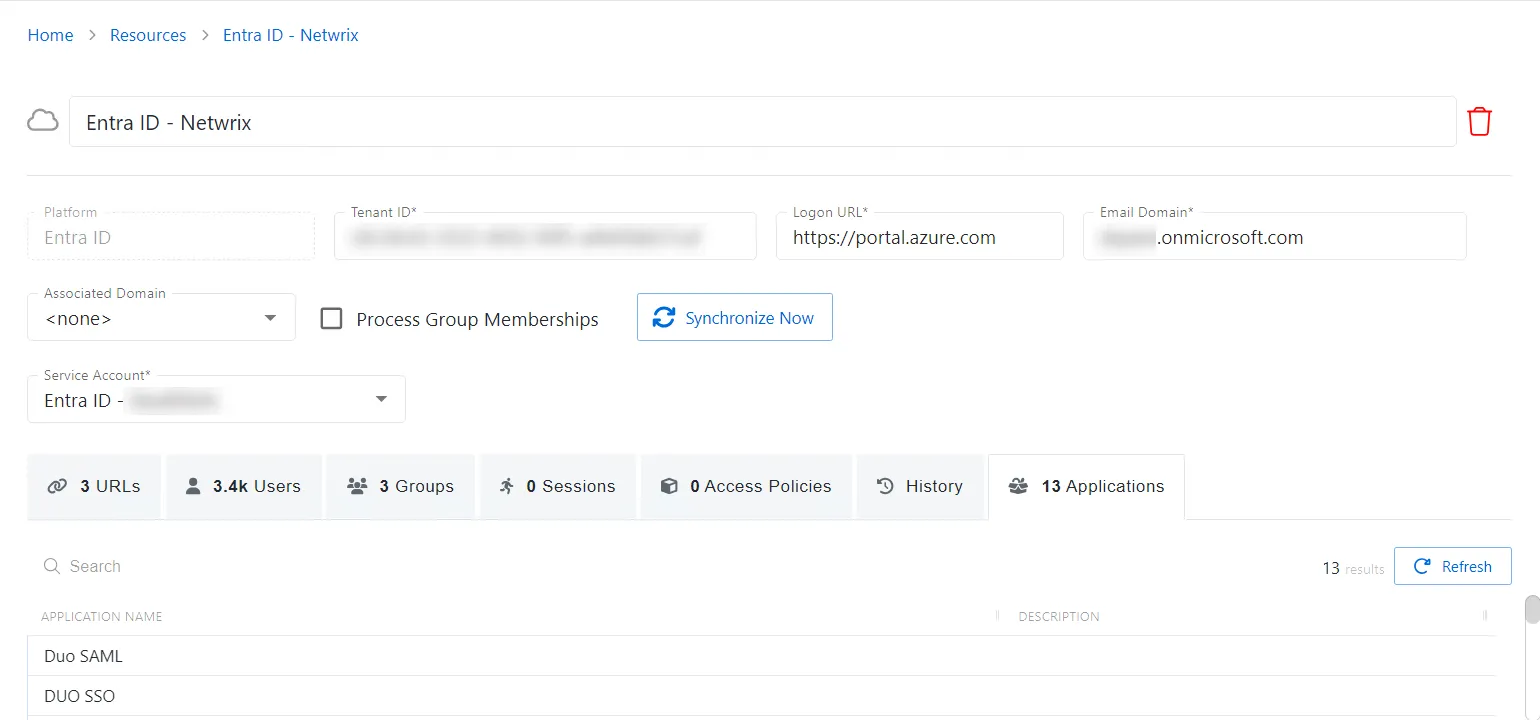 Home > Resources > Entra ID - Netwrix
Entra ID - Netwrix
Platform Tenant ID* Logon URL* Email Domain*
Entra ID https://portal.azure.com .onmicrosoft.com
Associated Domain
<none> Process Group Memberships Synchronize Now
Service Account*
Entra ID -
3 URLs 3.4k Users 3 Groups 0 Sessions 0 Access Policies History 13 Applications
Search 13 results Refresh
APPLICATION NAME DESCRIPTION
Duo SAML
DUO SSO